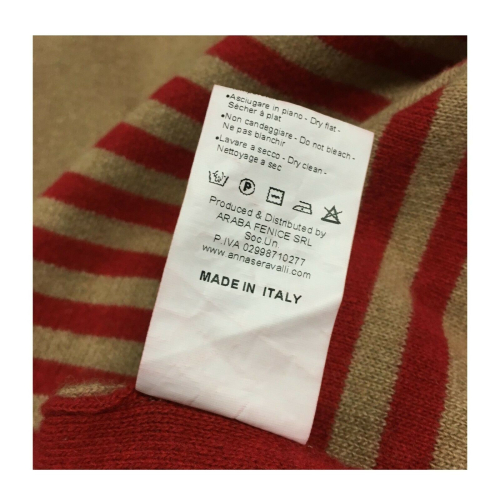 •Asciugare in piano - Dry flat -
Sécher à plat
•Non candeggiare - Do not bleach -
Ne pas blanchir
•Lavare a secco - Dry clean -
Nettoyage a sec
P
Produced & Distributed by
ARABA FENICE SRL
Soc.Un
P.IVA 02998710277
www.annaseravalli.com
MADE IN ITALY